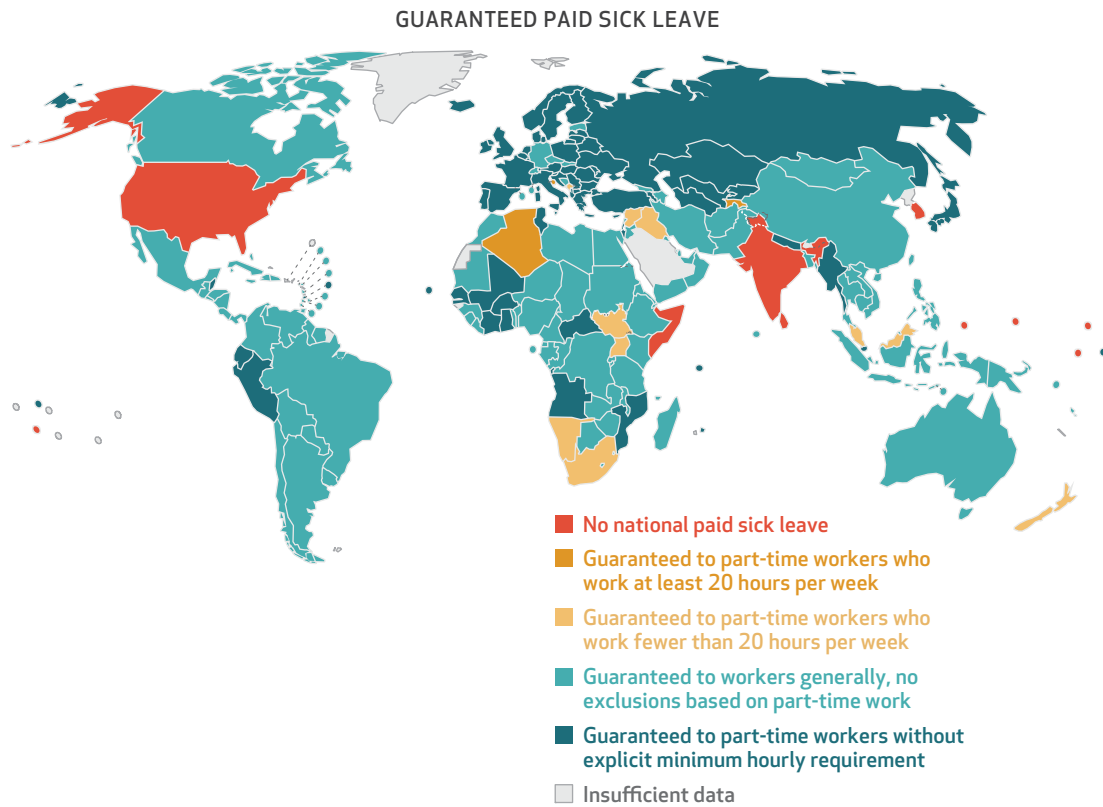 GUARANTEED PAID SICK LEAVE
No national paid sick leave
Guaranteed to part-time workers who
work at least 20 hours per week
Guaranteed to part-time workers who
work fewer than 20 hours per week
Guaranteed to workers generally, no
exclusions based on part-time work
Guaranteed to part-time workers without
explicit minimum hourly requirement
Insufficient data